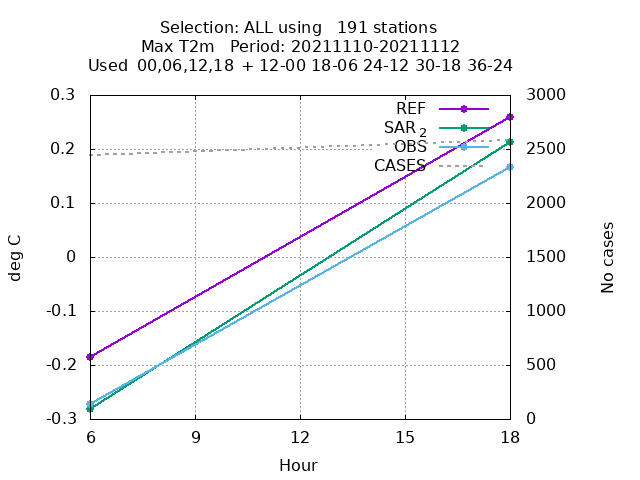 Selection: ALL using   191 stations
Max T2m   Period: 20211110-20211112
Used  00,06,12,18 + 12-00 18-06 24-12 30-18 36-24
0.3
0.2
0.1
0
-0.1
-0.2
-0.3
3000
2500
2000
1500
1000
500
0
REF
SAR 2
OBS
CASES
deg C
No cases
6 9 12 15 18
Hour